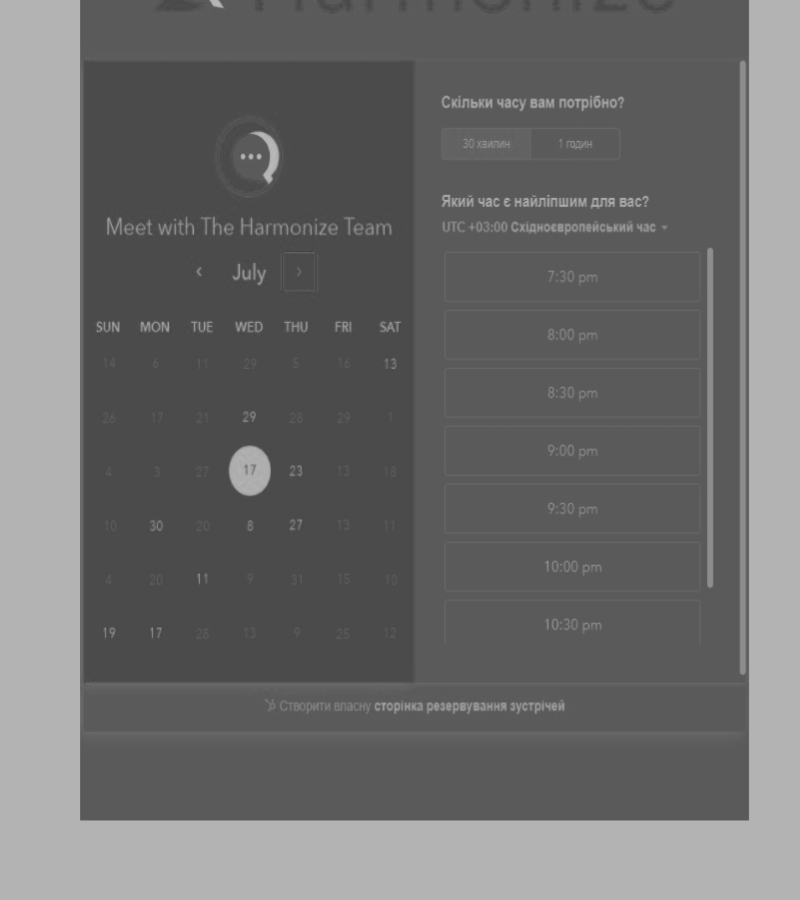 Harmonize
Meet with The Harmonize Team
‹ July ›
SUN MON TUE WED THU FRI SAT
14 6 11 29 5 16 13
26 17 21 29 28 29 1
4 3 27 17 23 13 18
10 30 20 8 27 13 11
4 20 11 9 31 15 10
19 17 28 13 9 25 12
Скільки часу вам потрібно?
30 хвилин 1 годин
Який час є найліпшим для вас?
UTC +03:00 Східноєвропейський час
7:30 pm
8:00 pm
8:30 pm
9:00 pm
9:30 pm
10:00 pm
10:30 pm
Створити власну сторінка резервування зустрічей